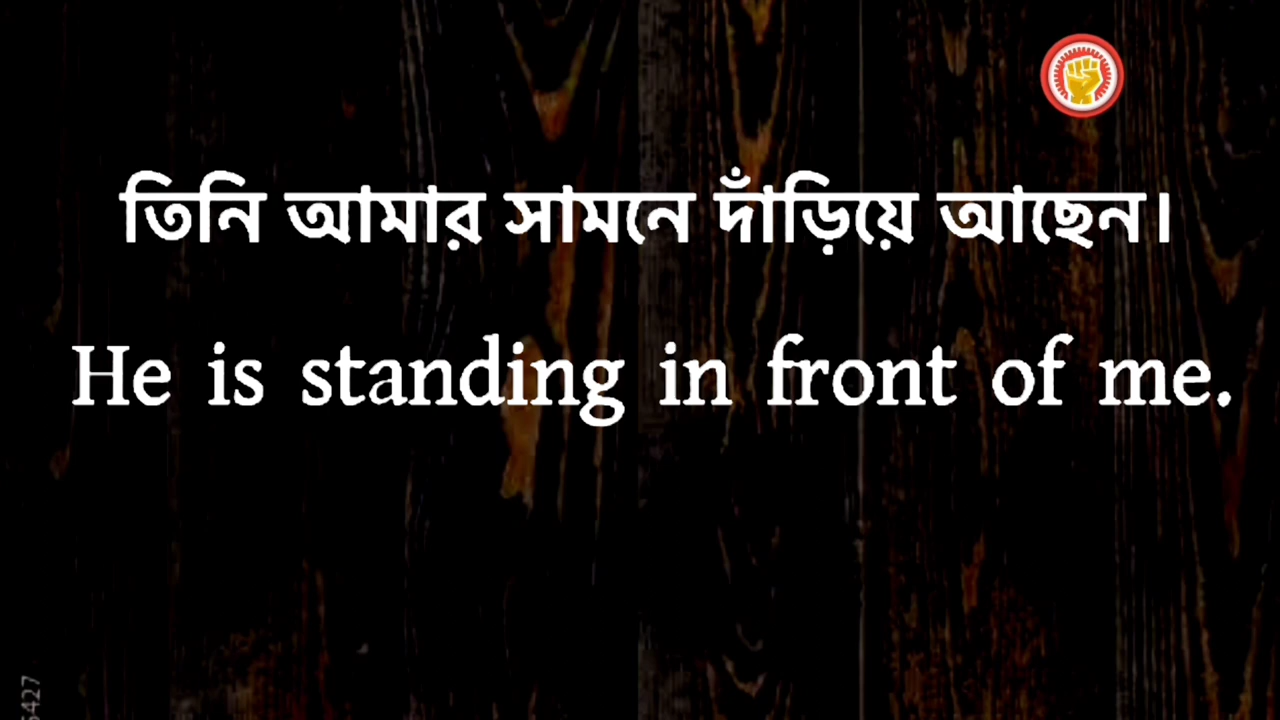 তিনি আমার সামনে দাঁড়িয়ে আছেন।
He is standing in front of me.